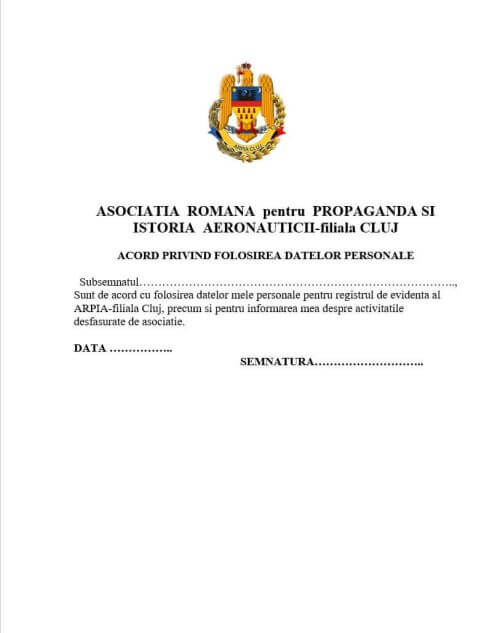 ARPIA CLUJ
ASOCIATIA ROMANA pentru PROPAGANDA SI
ISTORIA AERONAUTICII-filiala CLUJ
ACORD PRIVIND FOLOSIREA DATELOR PERSONALE
Subsemnatul…………………………………………………………………………..,
Sunt de acord cu folosirea datelor mele personale pentru registrul de evidenta al
ARPIA-filiala Cluj, precum si pentru informarea mea despre activitatile
desfasurate de asociatie.
DATA ……………..
SEMNATURA………………………..